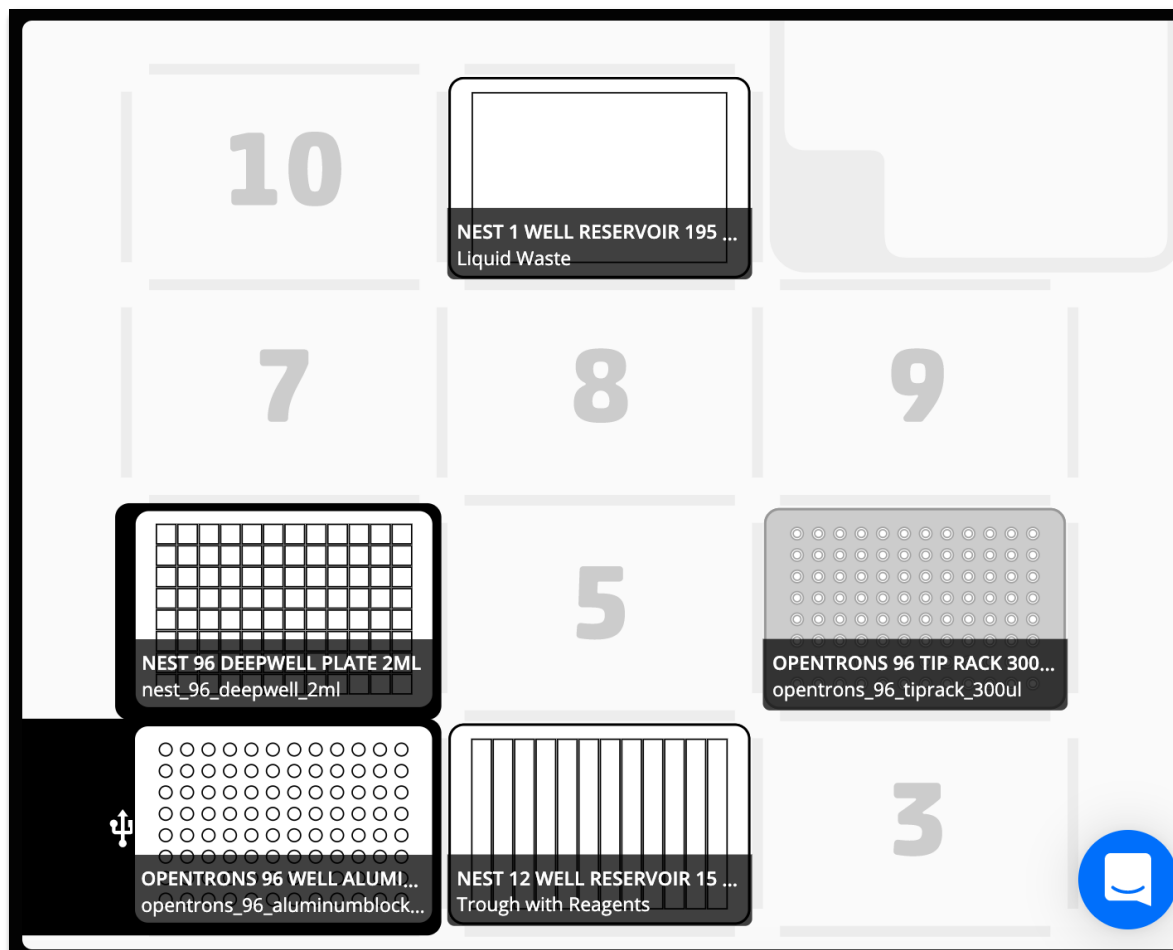 10
NEST 1 WELL RESERVOIR 195 ...
Liquid Waste
7
8
9
NEST 96 DEEPWELL PLATE 2ML
nest_96_deepwell_2ml
5
OPENTRONS 96 TIP RACK 300...
opentrons_96_tiprack_300ul
OPENTRONS 96 WELL ALUMI...
opentrons_96_aluminumblock...
NEST 12 WELL RESERVOIR 15 ...
Trough with Reagents
3